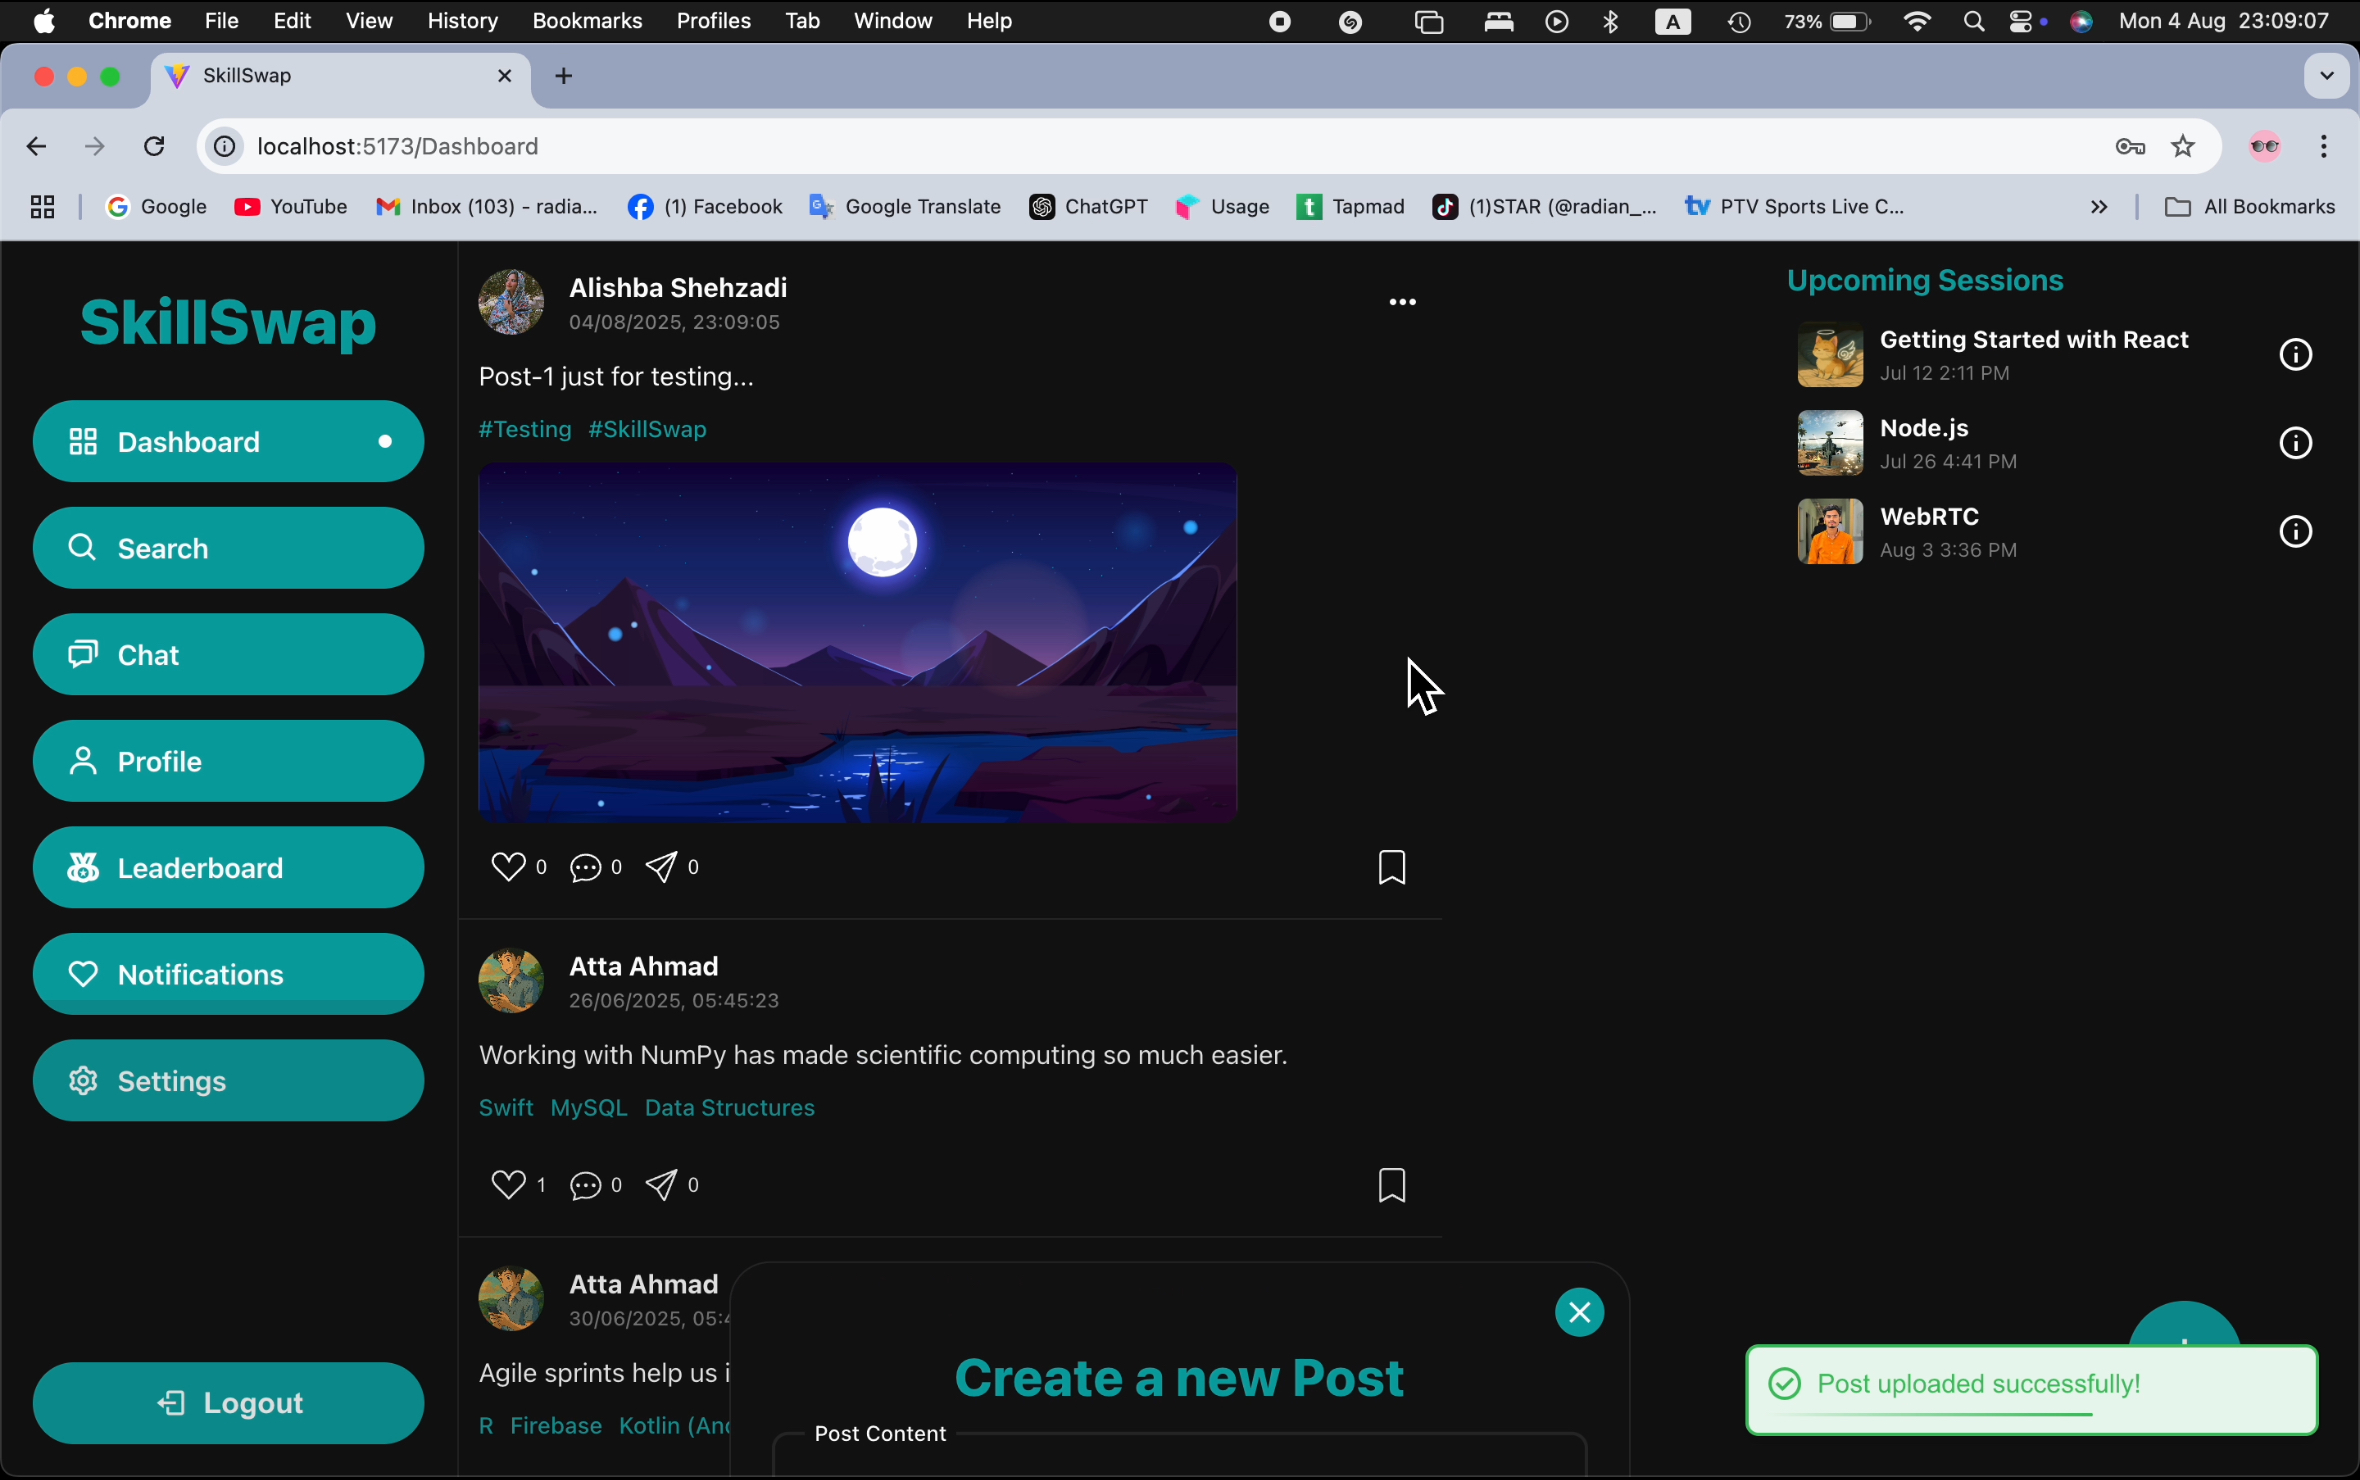 Chrome File Edit View History Bookmarks Profiles Tab Window Help A 73% Mon 4 Aug 23:09:07
SkillSwap
localhost:5173/Dashboard
Google YouTube Inbox (103) - radia... (1) Facebook Google Translate ChatGPT Usage Tapmad (1)STAR (@radian_... PTV Sports Live C... All Bookmarks
SkillSwap
Dashboard
Search
Chat
Profile
Leaderboard
Notifications
Settings
Logout
Alishba Shehzadi
04/08/2025, 23:09:05
Post-1 just for testing...
#Testing #SkillSwap
0 0 0
Atta Ahmad
26/06/2025, 05:45:23
Working with NumPy has made scientific computing so much easier.
Swift MySQL Data Structures
1 0 0
Atta Ahmad
30/06/2025, 05:4
Agile sprints help us i
R Firebase Kotlin (And
Upcoming Sessions
Getting Started with React
Jul 12 2:11 PM
Node.js
Jul 26 4:41 PM
WebRTC
Aug 3 3:36 PM
Create a new Post
Post Content
Post uploaded successfully!